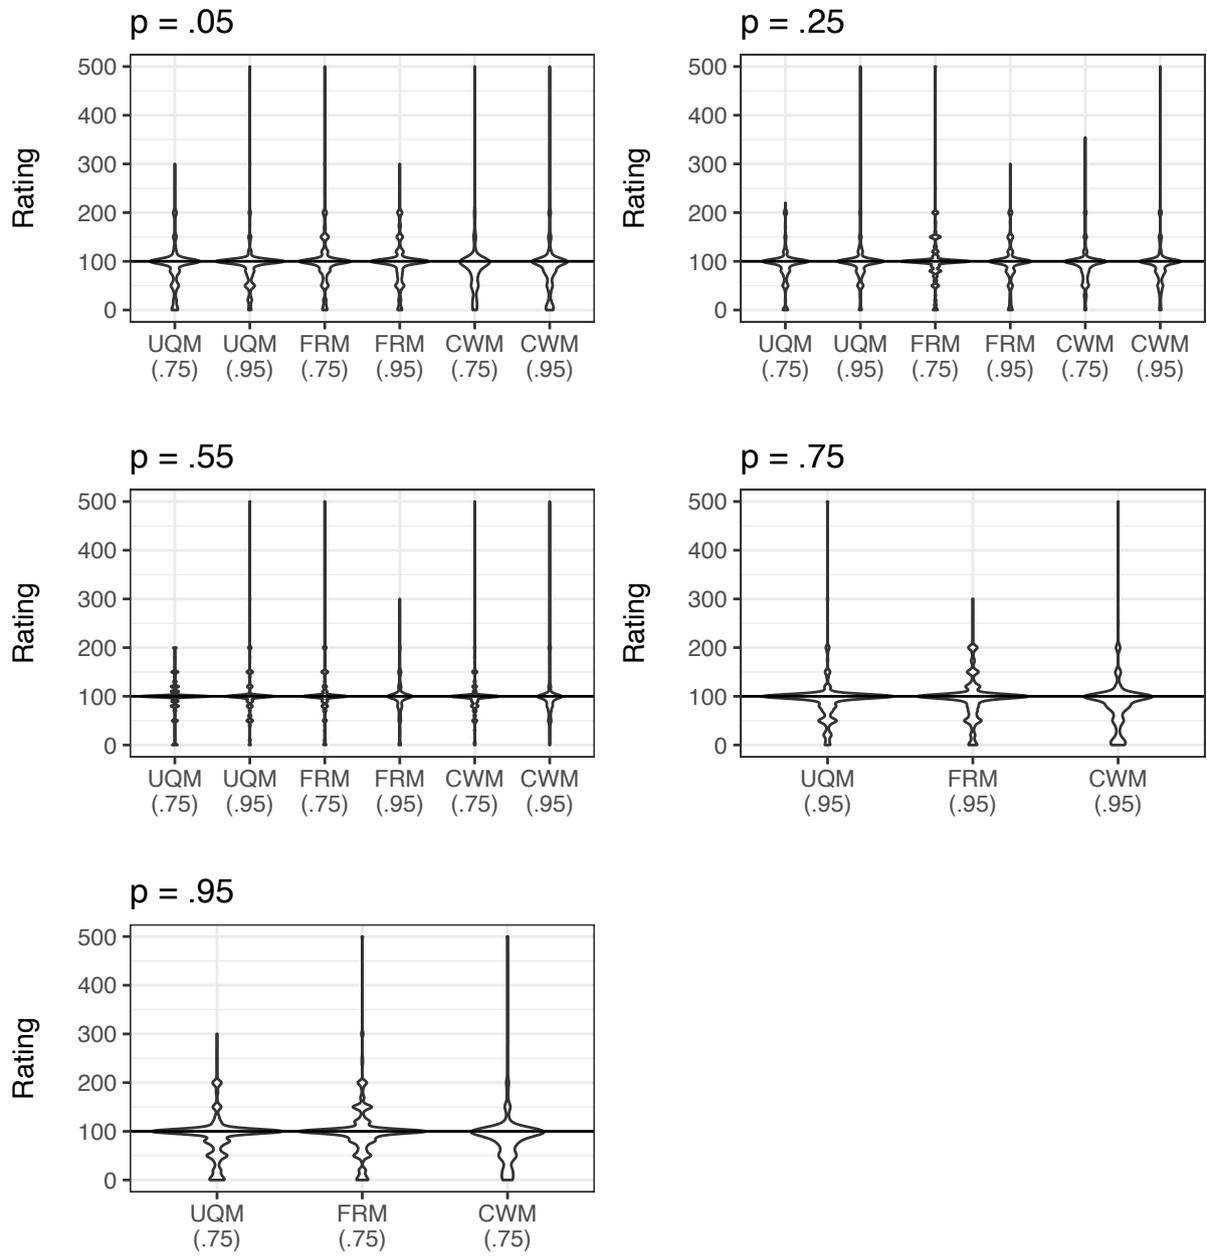 p = .05
500
400
300
200
100
0
Rating
UQM UQM FRM FRM CWM CWM
(.75) (.95) (.75) (.95) (.75) (.95)
p = .25
500
400
300
200
100
0
Rating
UQM UQM FRM FRM CWM CWM
(.75) (.95) (.75) (.95) (.75) (.95)
p = .55
500
400
300
200
100
0
Rating
UQM UQM FRM FRM CWM CWM
(.75) (.95) (.75) (.95) (.75) (.95)
p = .75
500
400
300
200
100
0
Rating
UQM FRM CWM
(.95) (.95) (.95)
p = .95
500
400
300
200
100
0
Rating
UQM FRM CWM
(.75) (.75) (.75)